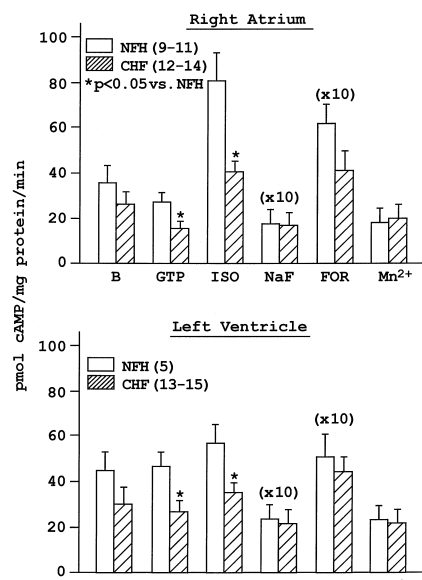 Right Atrium
100
80
60
40
20
0
NFH (9-11)
CHF (12-14)
*p<0.05 vs. NFH
*
*
(x10)
(x10)
B GTP ISO NaF FOR Mn2+
pmol cAMP/mg protein/min
Left Ventricle
100
80
60
40
20
0
NFH (5)
CHF (13-15)
*
*
(x10)
(x10)